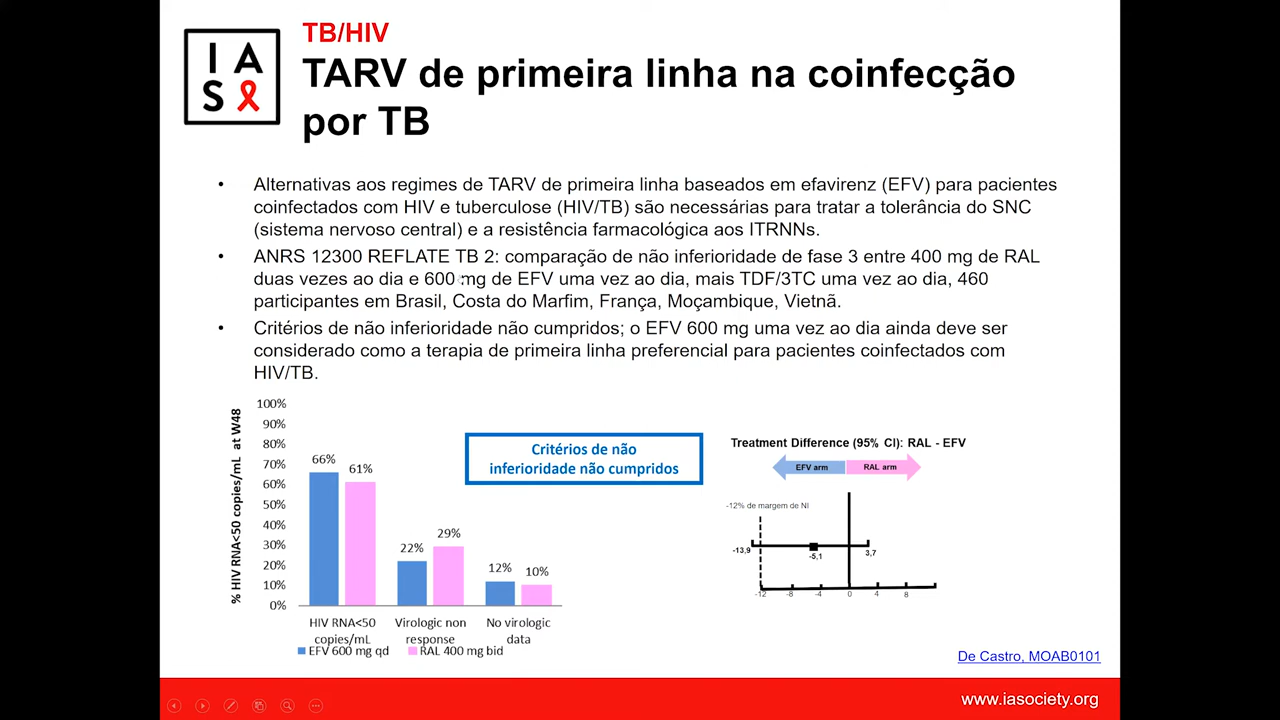 IAS
TB/HIV
TARV de primeira linha na coinfecção
por TB
• Alternativas aos regimes de TARV de primeira linha baseados em efavirenz (EFV) para pacientes
coinfectados com HIV e tuberculose (HIV/TB) são necessárias para tratar a tolerância do SNC
(sistema nervoso central) e a resistência farmacológica aos ITRNNs.
• ANRS 12300 REFLATE TB 2: comparação de não inferioridade de fase 3 entre 400 mg de RAL
duas vezes ao dia e 600 mg de EFV uma vez ao dia, mais TDF/3TC uma vez ao dia, 460
participantes em Brasil, Costa do Marfim, França, Moçambique, Vietnã.
• Critérios de não inferioridade não cumpridos; o EFV 600 mg uma vez ao dia ainda deve ser
considerado como a terapia de primeira linha preferencial para pacientes coinfectados com
HIV/TB.
% HIV RNA<50 copies/mL at W48
100%
90%
80%
70%
60%
50%
40%
30%
20%
10%
0%
66%
61%
22%
29%
12%
10%
HIV RNA<50
copies/mL
Virologic non
response
No virologic
data
EFV 600 mg qd
RAL 400 mg bid
Critérios de não
inferioridade não cumpridos
Treatment Difference (95% CI): RAL - EFV
EFV arm
RAL arm
-12% de margem de NI
-13,9
-5,1
3,7
-12
-8
-4
0
4
8
De Castro, MOAB0101
www.iasociety.org